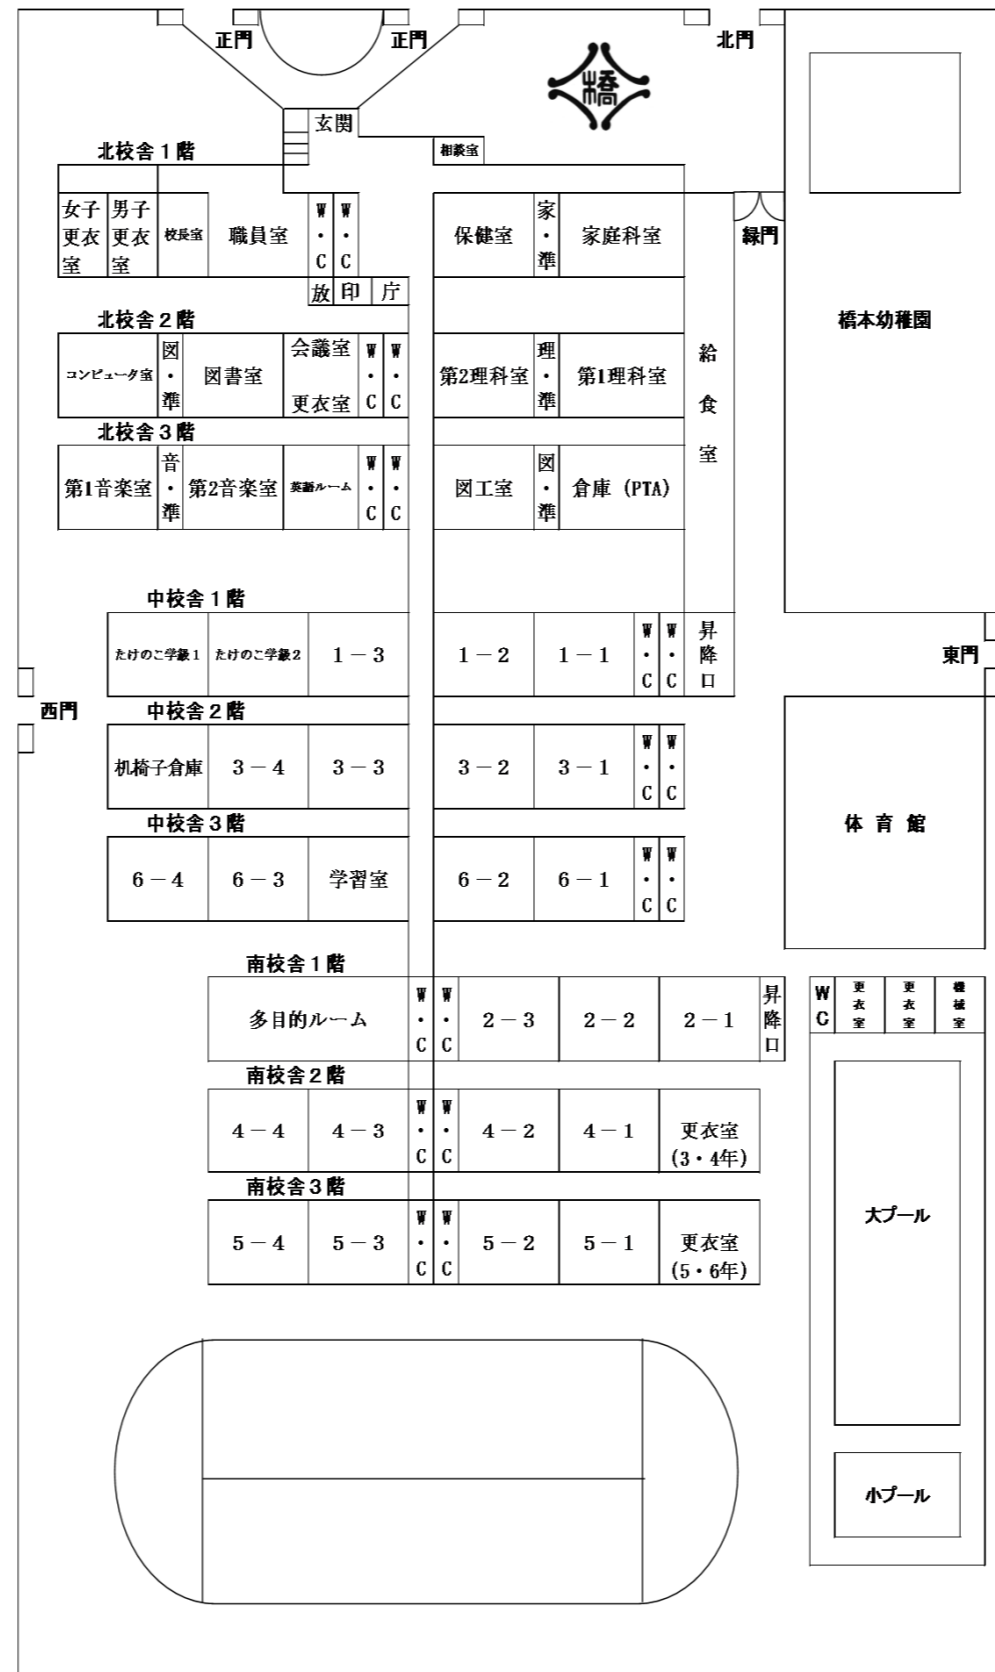 正門 正門 北門
橋
玄関
北校舎1階 相談室
女子更衣室 男子更衣室 校長室 職員室 W・C W・C 保健室 家・準 家庭科室 緑門
放 印 庁
北校舎2階 橋本幼稚園
コンピュータ室 図・準 図書室 会議室 更衣室 W・C W・C 第2理科室 理・準 第1理科室 給食室
北校舎3階
第1音楽室 音・準 第2音楽室 英語ルーム W・C W・C 図工室 図・準 倉庫(PTA)
中校舎1階
たけのこ学級1 たけのこ学級2 1-3 1-2 1-1 W・C W・C 昇降口 東門
西門 中校舎2階
机椅子倉庫 3-4 3-3 3-2 3-1 W・C W・C
中校舎3階 体育館
6-4 6-3 学習室 6-2 6-1 W・C W・C
南校舎1階
多目的ルーム W・C W・C 2-3 2-2 2-1 昇降口 WC 更衣室 更衣室 機械室
南校舎2階
4-4 4-3 W・C W・C 4-2 4-1 更衣室
(3・4年)
南校舎3階 大プール
5-4 5-3 W・C W・C 5-2 5-1 更衣室
(5・6年)
小プール